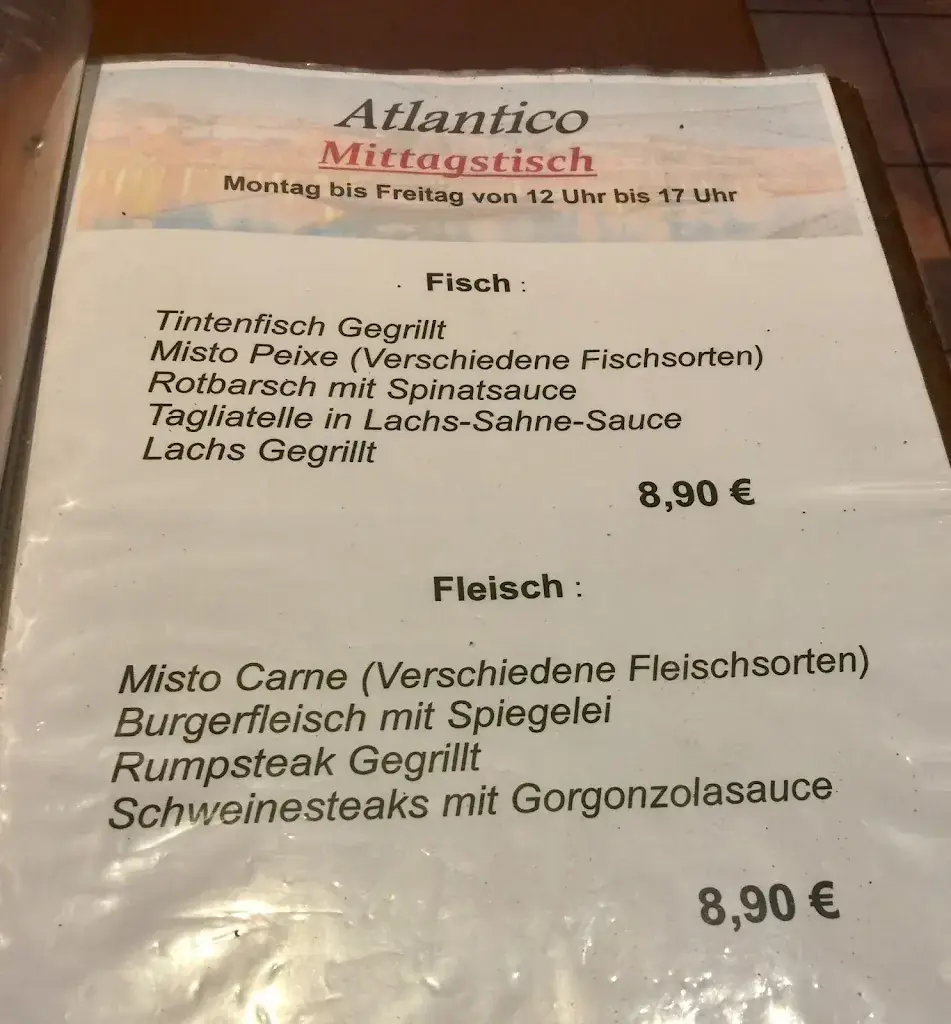 Atlantico
Mittagstisch
Montag bis Freitag von 12 Uhr bis 17 Uhr
Fisch :
Tintenfisch Gegrillt
Misto Peixe (Verschiedene Fischsorten)
Rotbarsch mit Spinatsauce
Tagliatelle in Lachs-Sahne-Sauce
Lachs Gegrillt
8,90 €
Fleisch :
Misto Carne (Verschiedene Fleischsorten)
Burgerfleisch mit Spiegelei
Rumpsteak Gegrillt
Schweinesteaks mit Gorgonzolasauce
8,90 €